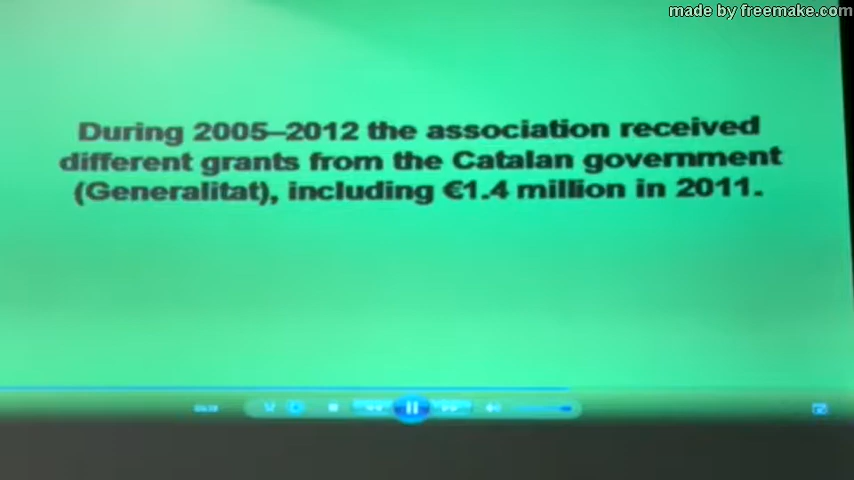 made by freemake.com
During 2005–2012 the association received
different grants from the Catalan government
(Generalitat), including €1.4 million in 2011.